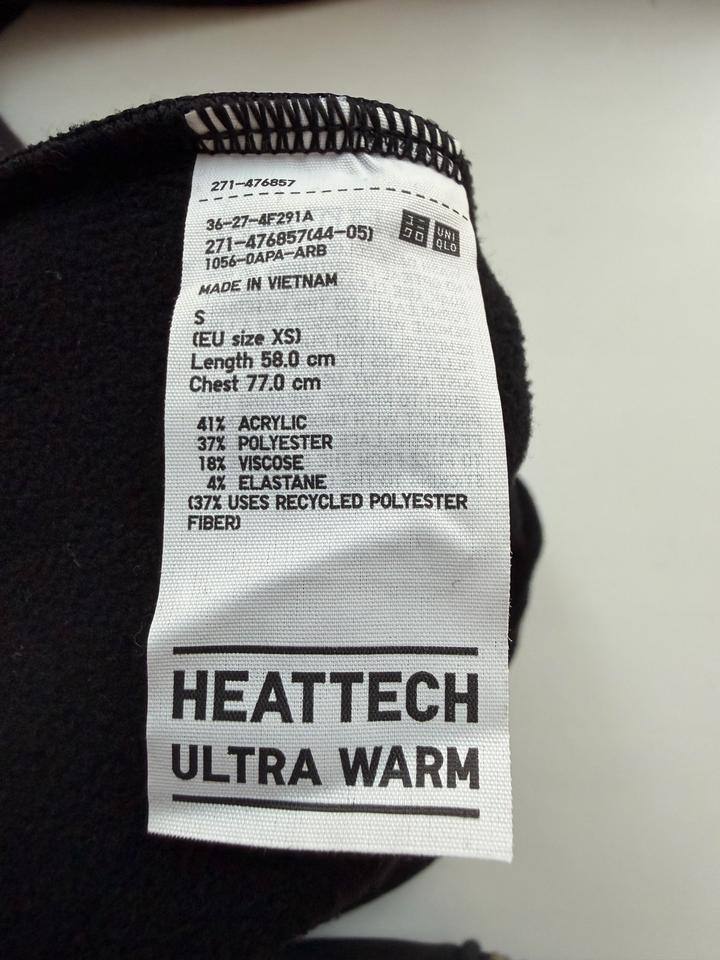 271-476857
36-27-4F291A
271-476857(44-05)
1056-0APA-ARB
ユニ
クロ
UNI
QLO
MADE IN VIETNAM
S
(EU size XS)
Length 58.0 cm
Chest 77.0 cm
41% ACRYLIC
37% POLYESTER
18% VISCOSE
4% ELASTANE
(37% USES RECYCLED POLYESTER
FIBER)
HEATTECH
ULTRA WARM